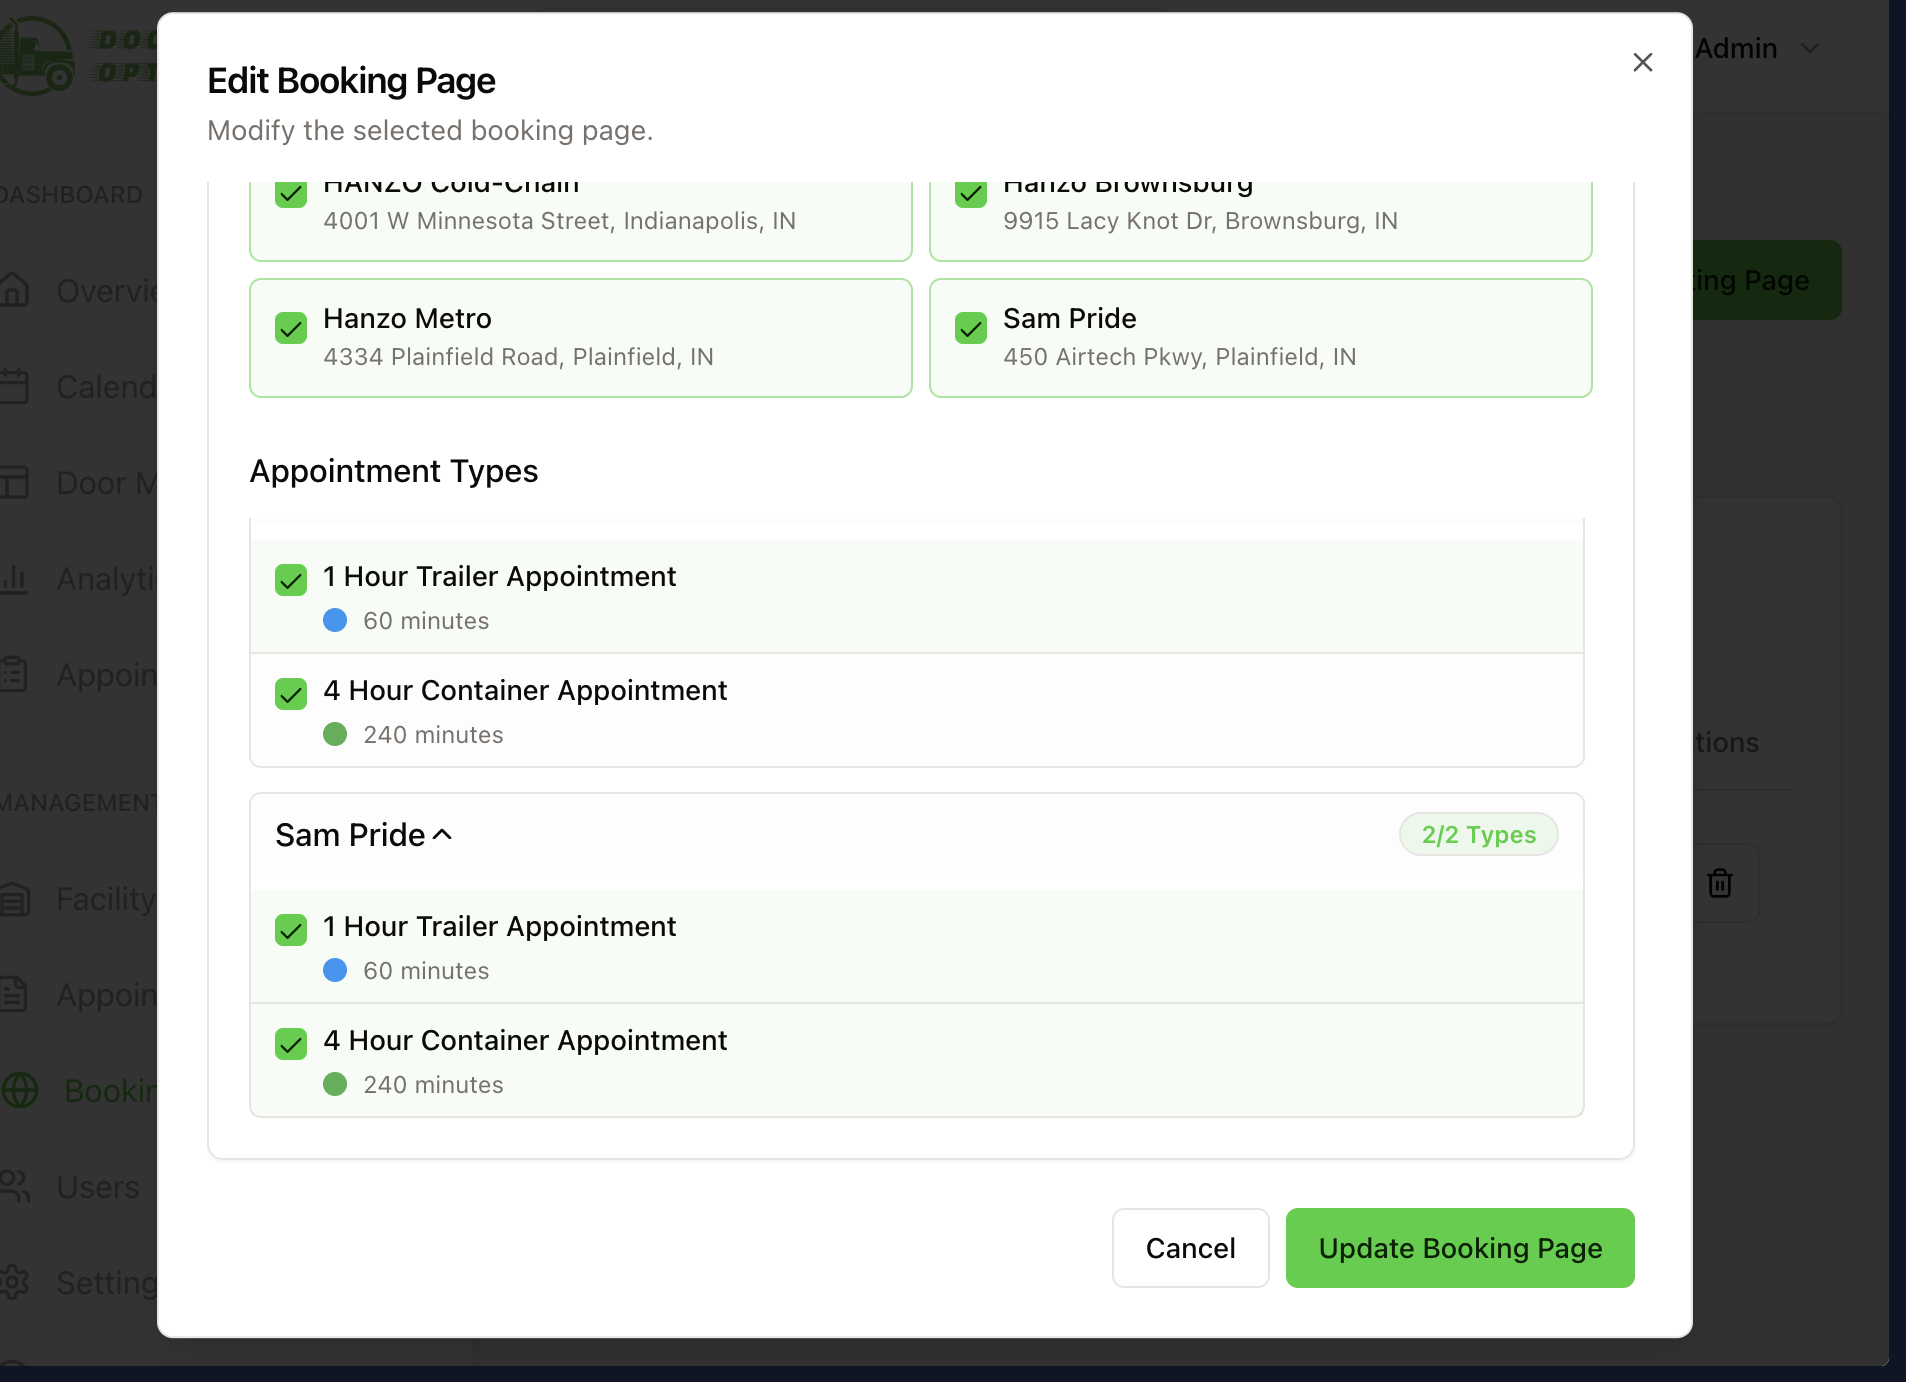 DOC
OPT
Admin
Edit Booking Page
Modify the selected booking page.
DASHBOARD
Overvie
Calend
Door M
Analyti
Appoin
MANAGEMENT
Facility
Appoin
Bookin
Users
Setting
king Page
tions
HANZO Cold-Chain
4001 W Minnesota Street, Indianapolis, IN
Hanzo Brownsburg
9915 Lacy Knot Dr, Brownsburg, IN
Hanzo Metro
4334 Plainfield Road, Plainfield, IN
Sam Pride
450 Airtech Pkwy, Plainfield, IN
Appointment Types
1 Hour Trailer Appointment
60 minutes
4 Hour Container Appointment
240 minutes
Sam Pride
2/2 Types
1 Hour Trailer Appointment
60 minutes
4 Hour Container Appointment
240 minutes
Cancel
Update Booking Page